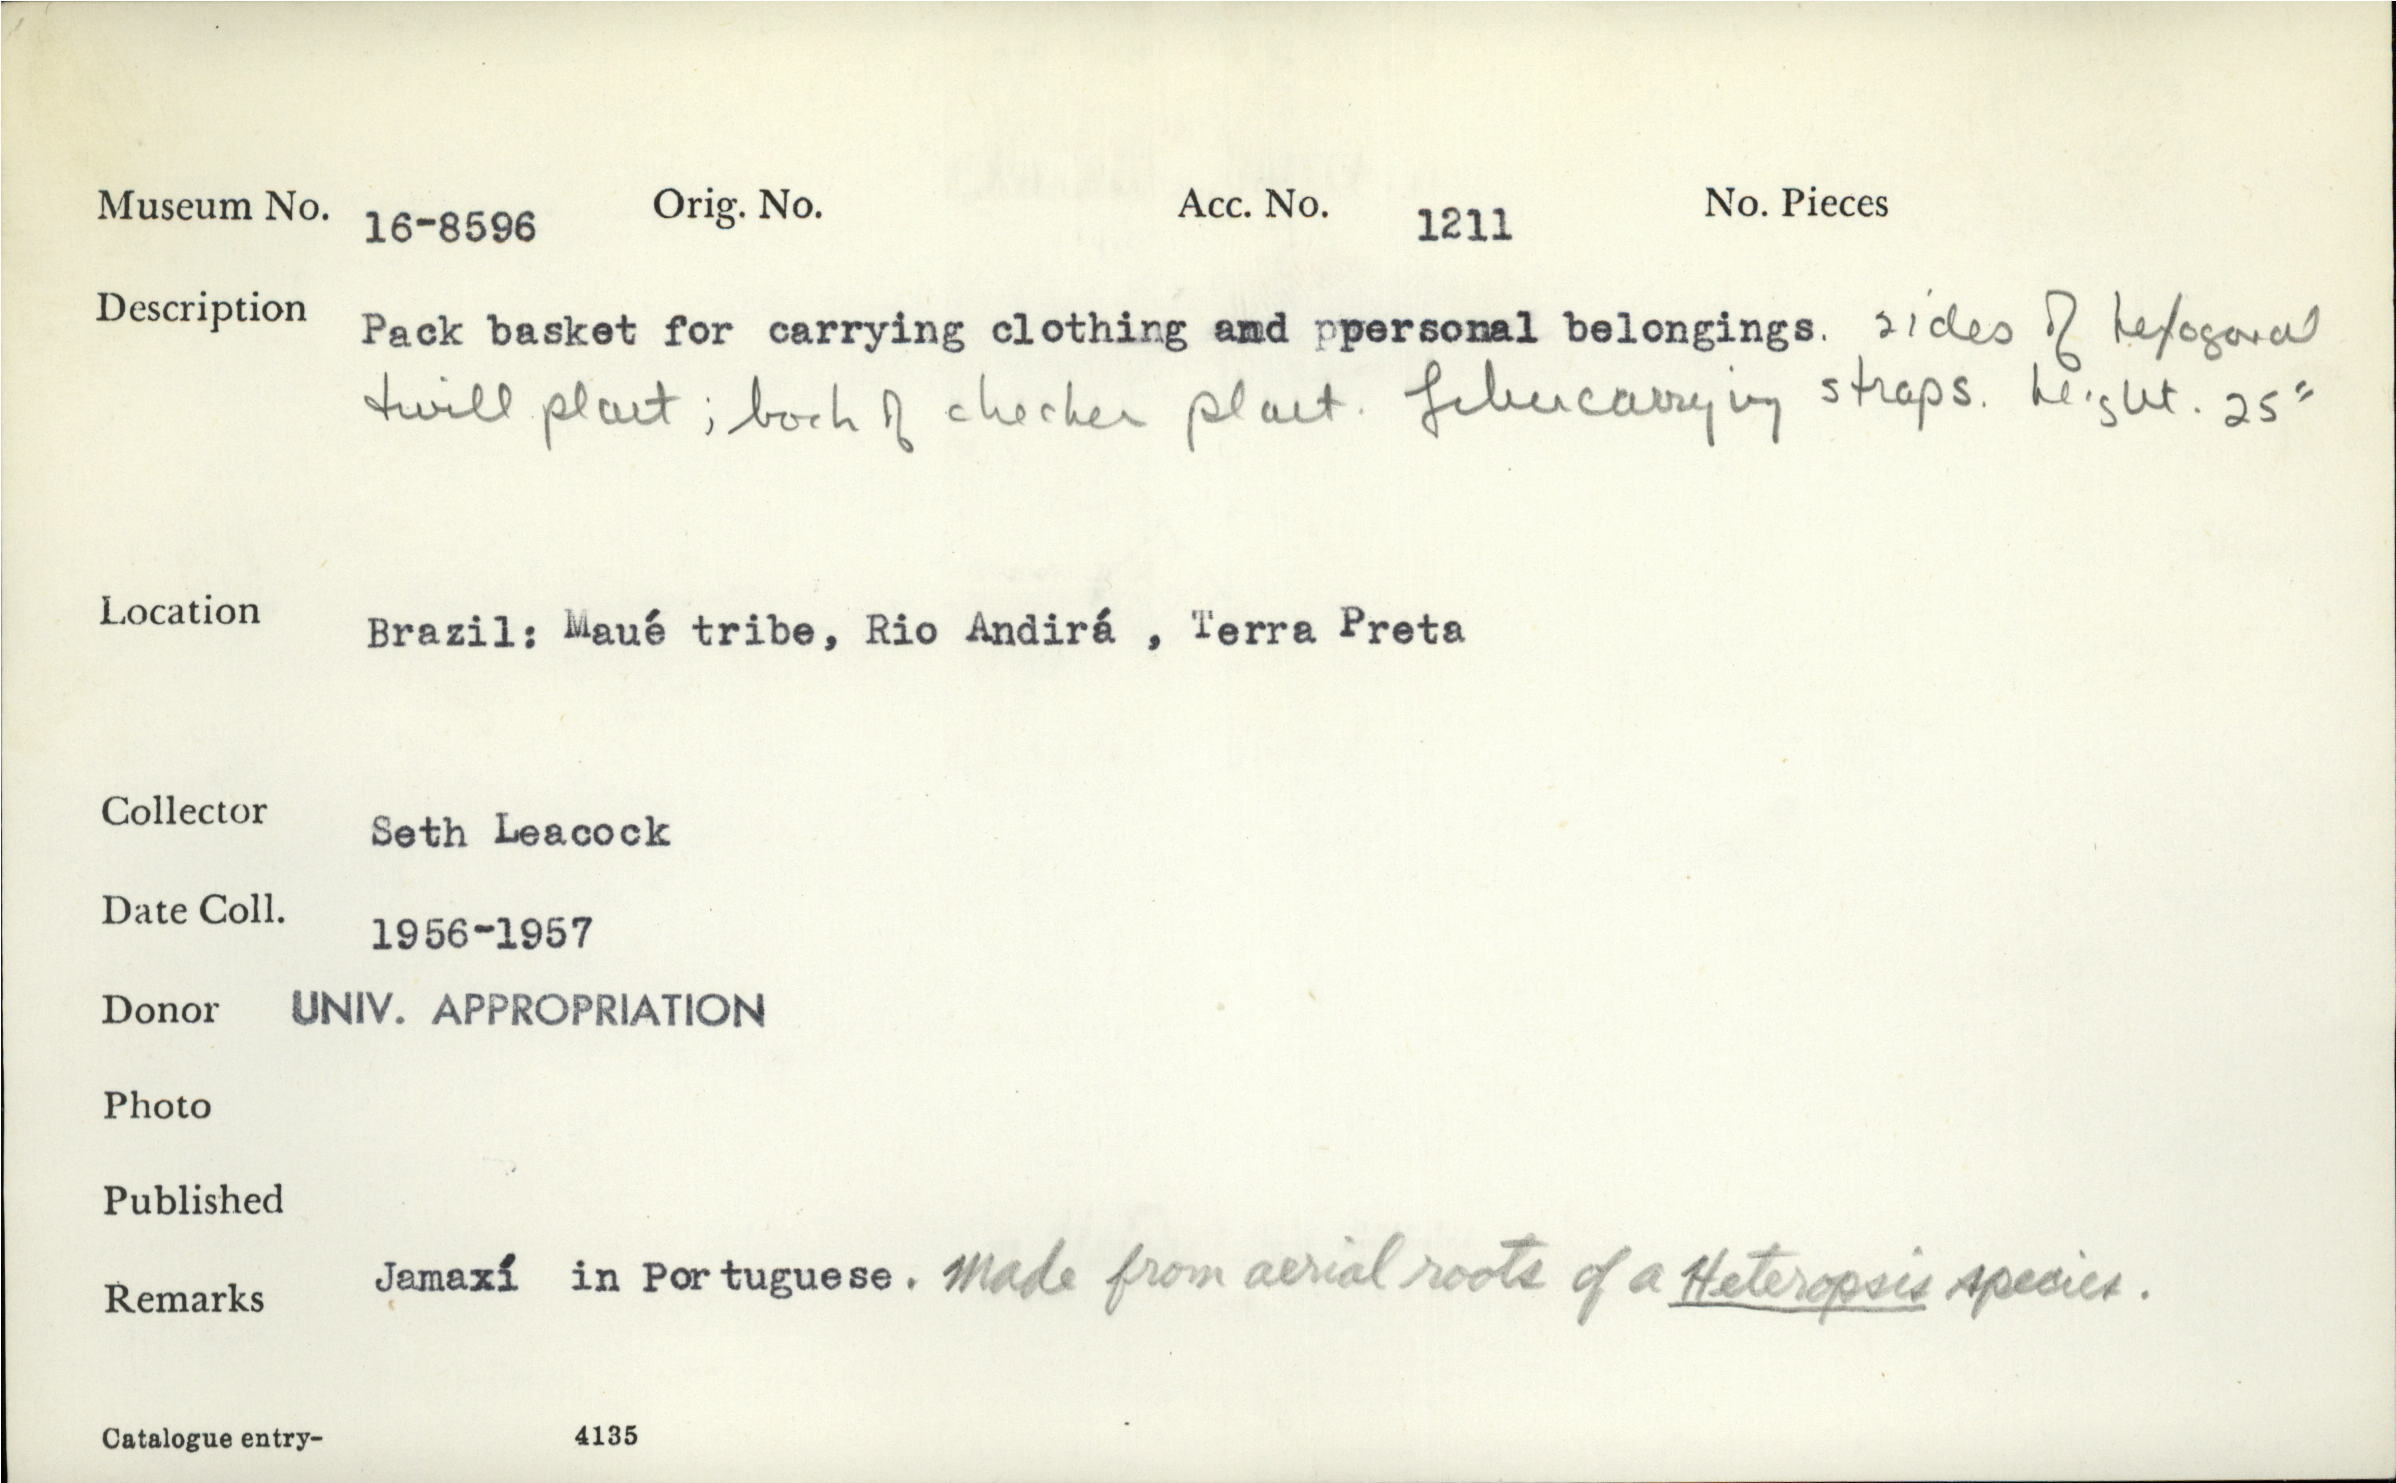 Museum No. 16-8596 Orig. No. Acc. No. 1211 No. Pieces
Description Pack basket for carrying clothing and ppersonal belongings. sides of hexogonal
twill plait; back of checker plait. Fiber carrying straps. height. 25"
Location Brazil: Maué tribe, Rio Andirá , Terra Preta
Collector Seth Leacock
Date Coll. 1956-1957
Donor UNIV. APPROPRIATION
Photo
Published
Remarks Jamaxí in Portuguese. Made from aerial roots of a Heteropsis species.
Catalogue entry- 4135